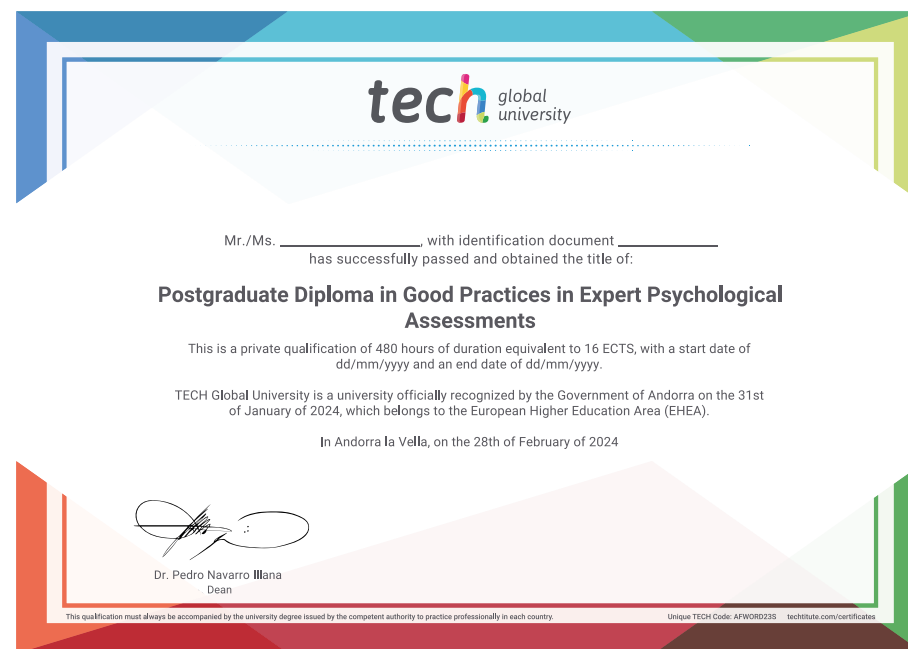 tech global
university
Mr./Ms. ____________________, with identification document ______________
has successfully passed and obtained the title of:
Postgraduate Diploma in Good Practices in Expert Psychological
Assessments
This is a private qualification of 480 hours of duration equivalent to 16 ECTS, with a start date of
dd/mm/yyyy and an end date of dd/mm/yyyy.
TECH Global University is a university officially recognized by the Government of Andorra on the 31st
of January of 2024, which belongs to the European Higher Education Area (EHEA).
In Andorra la Vella, on the 28th of February of 2024
Dr. Pedro Navarro Illana
Dean
This qualification must always be accompanied by the university degree issued by the competent authority to practice professionally in each country.
Unique TECH Code: AFWORD23S techtitute.com/certificates